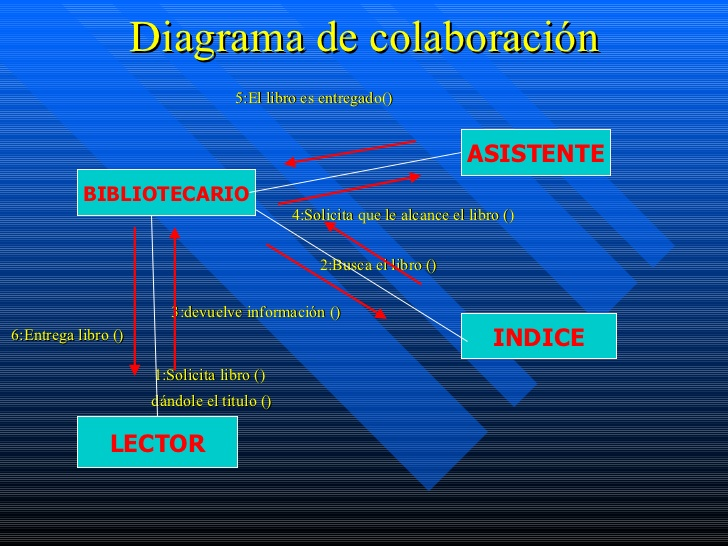 Diagrama de colaboración
5:El libro es entregado()
ASISTENTE
BIBLIOTECARIO
4:Solicita que le alcance el libro ()
2:Busca el libro ()
3:devuelve información ()
6:Entrega libro ()
INDICE
1:Solicita libro ()
dándole el titulo ()
LECTOR